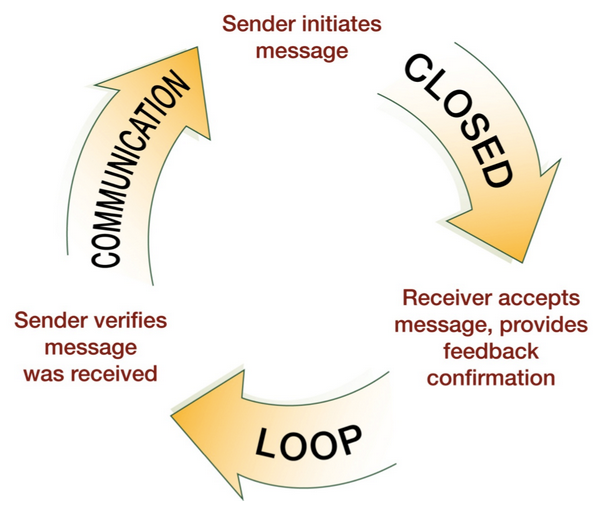 Sender initiates
message
CLOSED
Receiver accepts
message, provides
feedback
confirmation
LOOP
Sender verifies
message
was received
COMMUNICATION